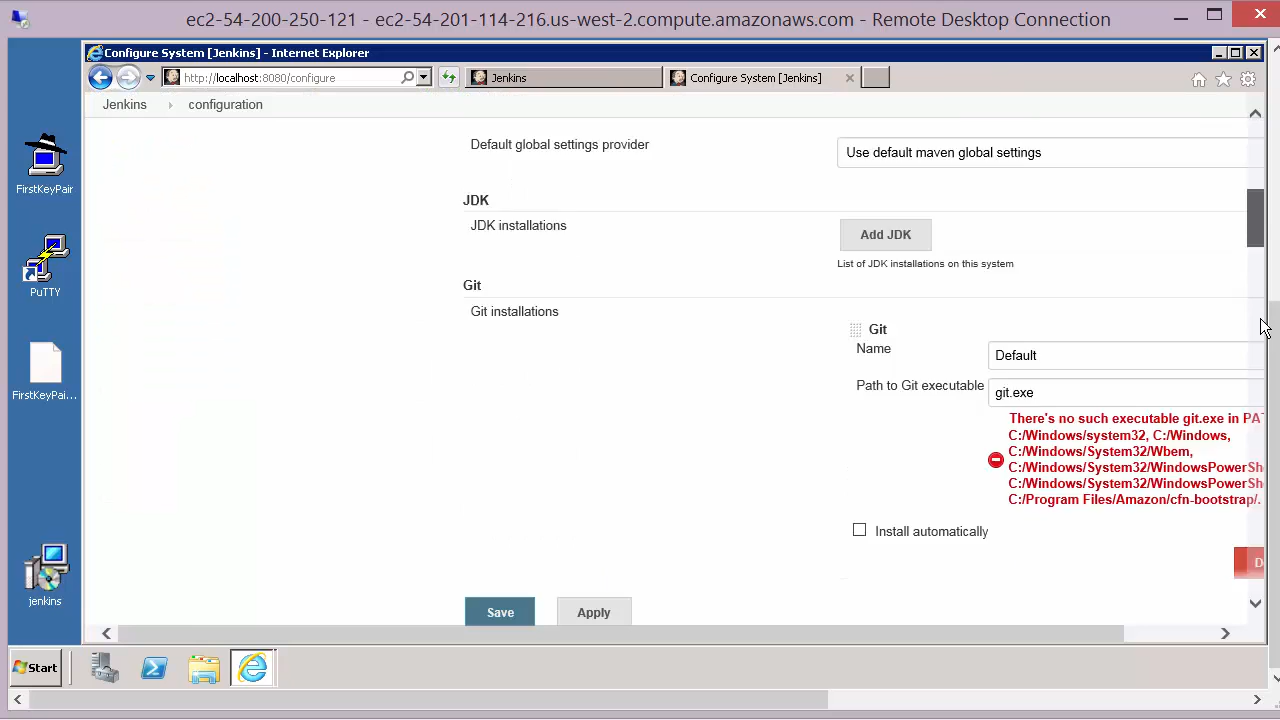 ec2-54-200-250-121 - ec2-54-201-114-216.us-west-2.compute.amazonaws.com - Remote Desktop Connection
Configure System [Jenkins] - Internet Explorer
http://localhost:8080/configure
Jenkins
Configure System [Jenkins]
Jenkins
configuration
Default global settings provider
Use default maven global settings
JDK
JDK installations
Add JDK
List of JDK installations on this system
Git
Git installations
Git
Name
Default
Path to Git executable
git.exe
There's no such executable git.exe in PAT
C:/Windows/system32, C:/Windows,
C:/Windows/System32/Wbem,
C:/Windows/System32/WindowsPowerShe
C:/Windows/System32/WindowsPowerShe
C:/Program Files/Amazon/cfn-bootstrap/.
Install automatically
D
Save
Apply
FirstKeyPair
PuTTY
FirstKeyPai...
jenkins
Start